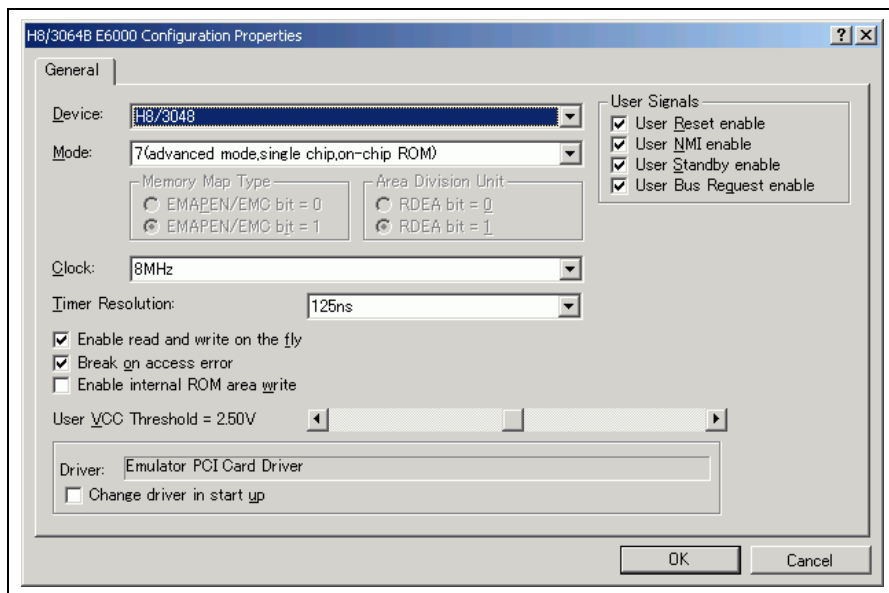 H8/3064B E6000 Configuration Properties
General
Device: H8/3048
Mode: 7(advanced mode,single chip,on-chip ROM)
Memory Map Type
EMAPEN/EMC bit = 0
EMAPEN/EMC bit = 1
Area Division Unit
RDEA bit = 0
RDEA bit = 1
User Signals
User Reset enable
User NMI enable
User Standby enable
User Bus Request enable
Clock: 8MHz
Timer Resolution: 125ns
Enable read and write on the fly
Break on access error
Enable internal ROM area write
User VCC Threshold = 2.50V
Driver: Emulator PCI Card Driver
Change driver in start up
OK
Cancel